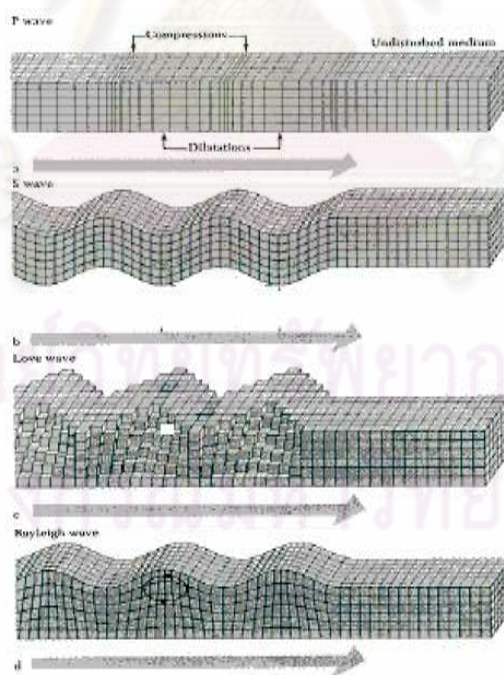 P wave
Compressions
Undisturbed medium
Dilatations
a
S wave
b
Love wave
c
Rayleigh wave
d